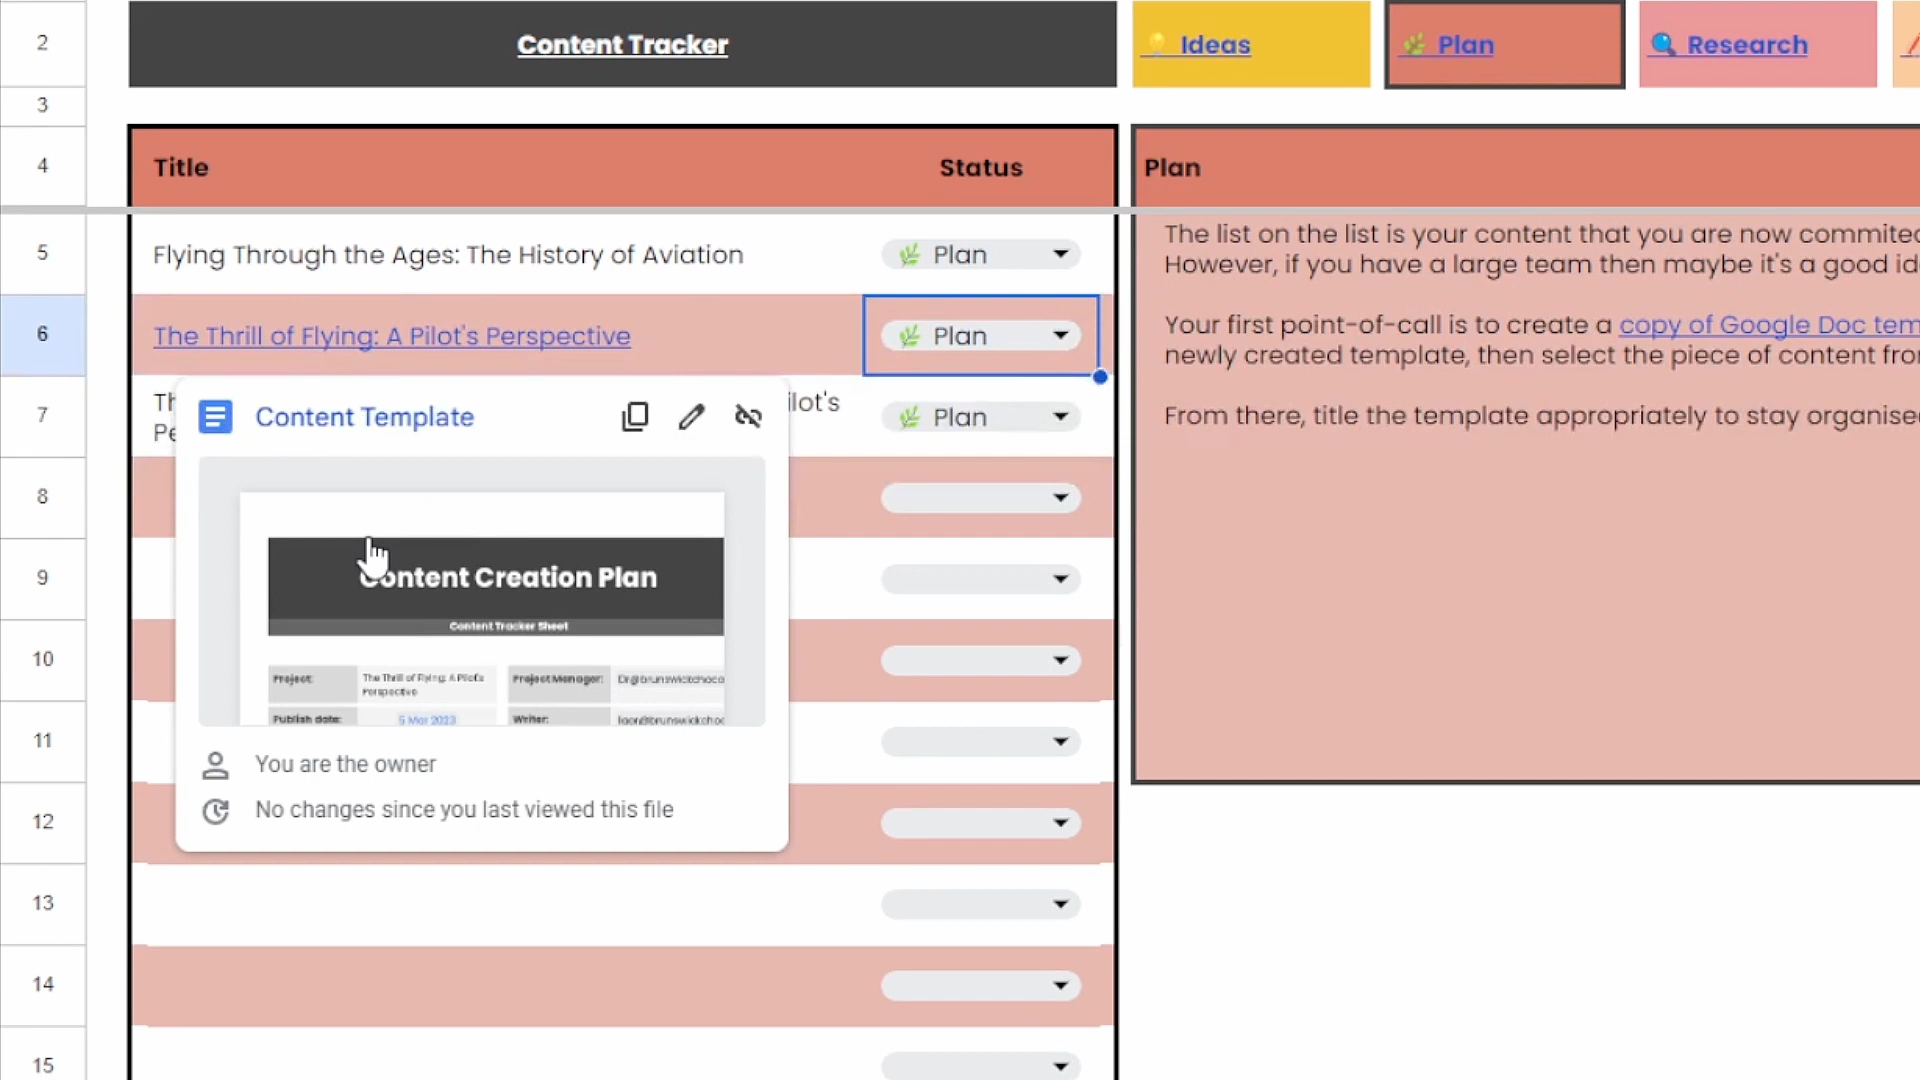 2
Content Tracker
Ideas
Plan
Research
3
4
Title
Status
Plan
5
Flying Through the Ages: The History of Aviation
Plan
The list on the list is your content that you are now commited
However, if you have a large team then maybe it's a good
6
The Thrill of Flying: A Pilot's Perspective
Plan
Your first point-of-call is to create a copy of Google Doc
newly created template, then select the piece of content
7
Plan
From there, title the template appropriately to stay
Content Template
8
Content Creation Plan
9
Content Tracker Sheet
10
Project:
The Thrill of Flying: A Pilot's
Perspective
Project Manager:
Publish date:
5 Mar 2023
Writer:
11
You are the owner
No changes since you last viewed this file
12
13
14
15